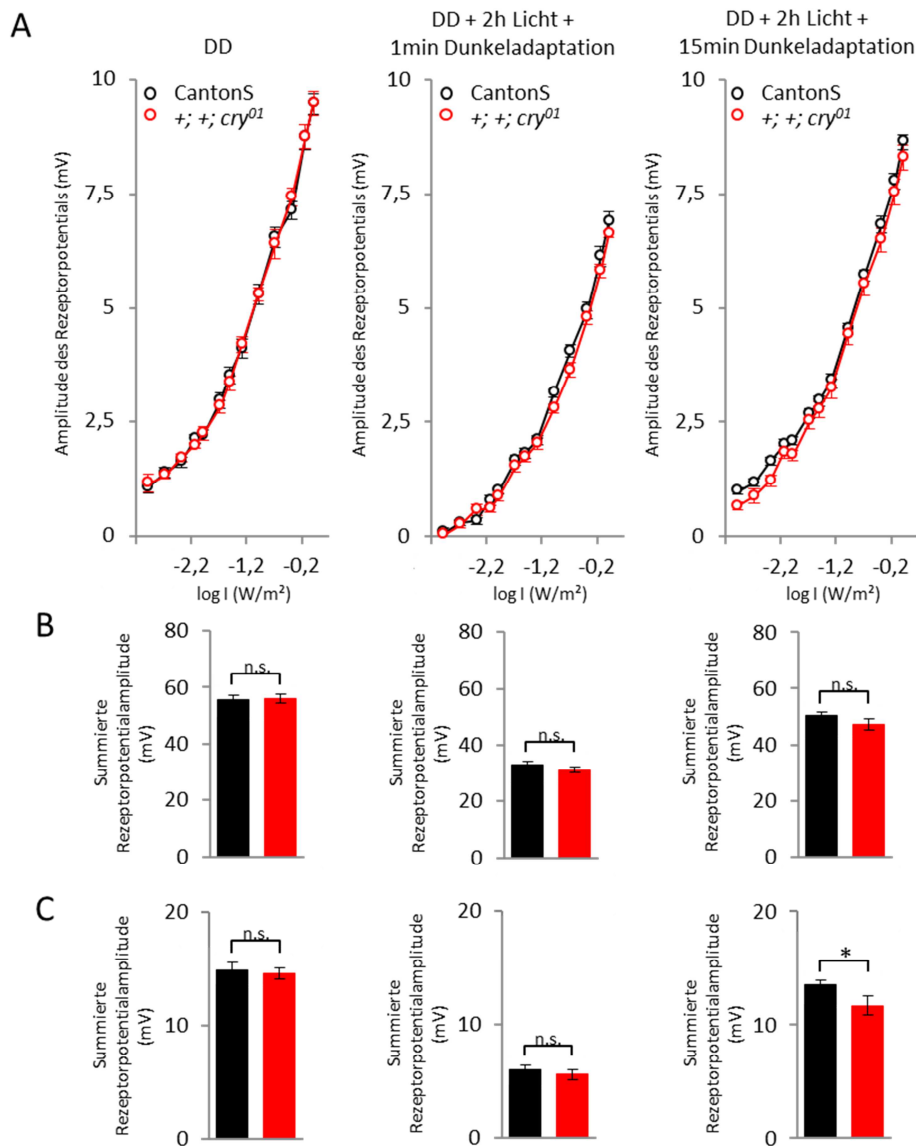 A
DD
DD + 2h Licht +
1min Dunkeladaptation
DD + 2h Licht +
15min Dunkeladaptation
Amplitude des Rezeptorpotentials (mV)
10
7,5
5
2,5
0
CantonS
+; +; cry01
-2,2 -1,2 -0,2
log I (W/m²)
Amplitude des Rezeptorpotentials (mV)
10
7,5
5
2,5
0
CantonS
+; +; cry01
-2,2 -1,2 -0,2
log I (W/m²)
Amplitude des Rezeptorpotentials (mV)
10
7,5
5
2,5
0
CantonS
+; +; cry01
-2,2 -1,2 -0,2
log I (W/m²)
B
Summierte
Rezeptorpotentialamplitude
(mV)
80
60
40
20
0
n.s.
Summierte
Rezeptorpotentialamplitude
(mV)
80
60
40
20
0
n.s.
Summierte
Rezeptorpotentialamplitude
(mV)
80
60
40
20
0
n.s.
C
Summierte
Rezeptorpotentialamplitude
(mV)
20
10
0
n.s.
Summierte
Rezeptorpotentialamplitude
(mV)
20
10
0
n.s.
Summierte
Rezeptorpotentialamplitude
(mV)
20
10
0
*